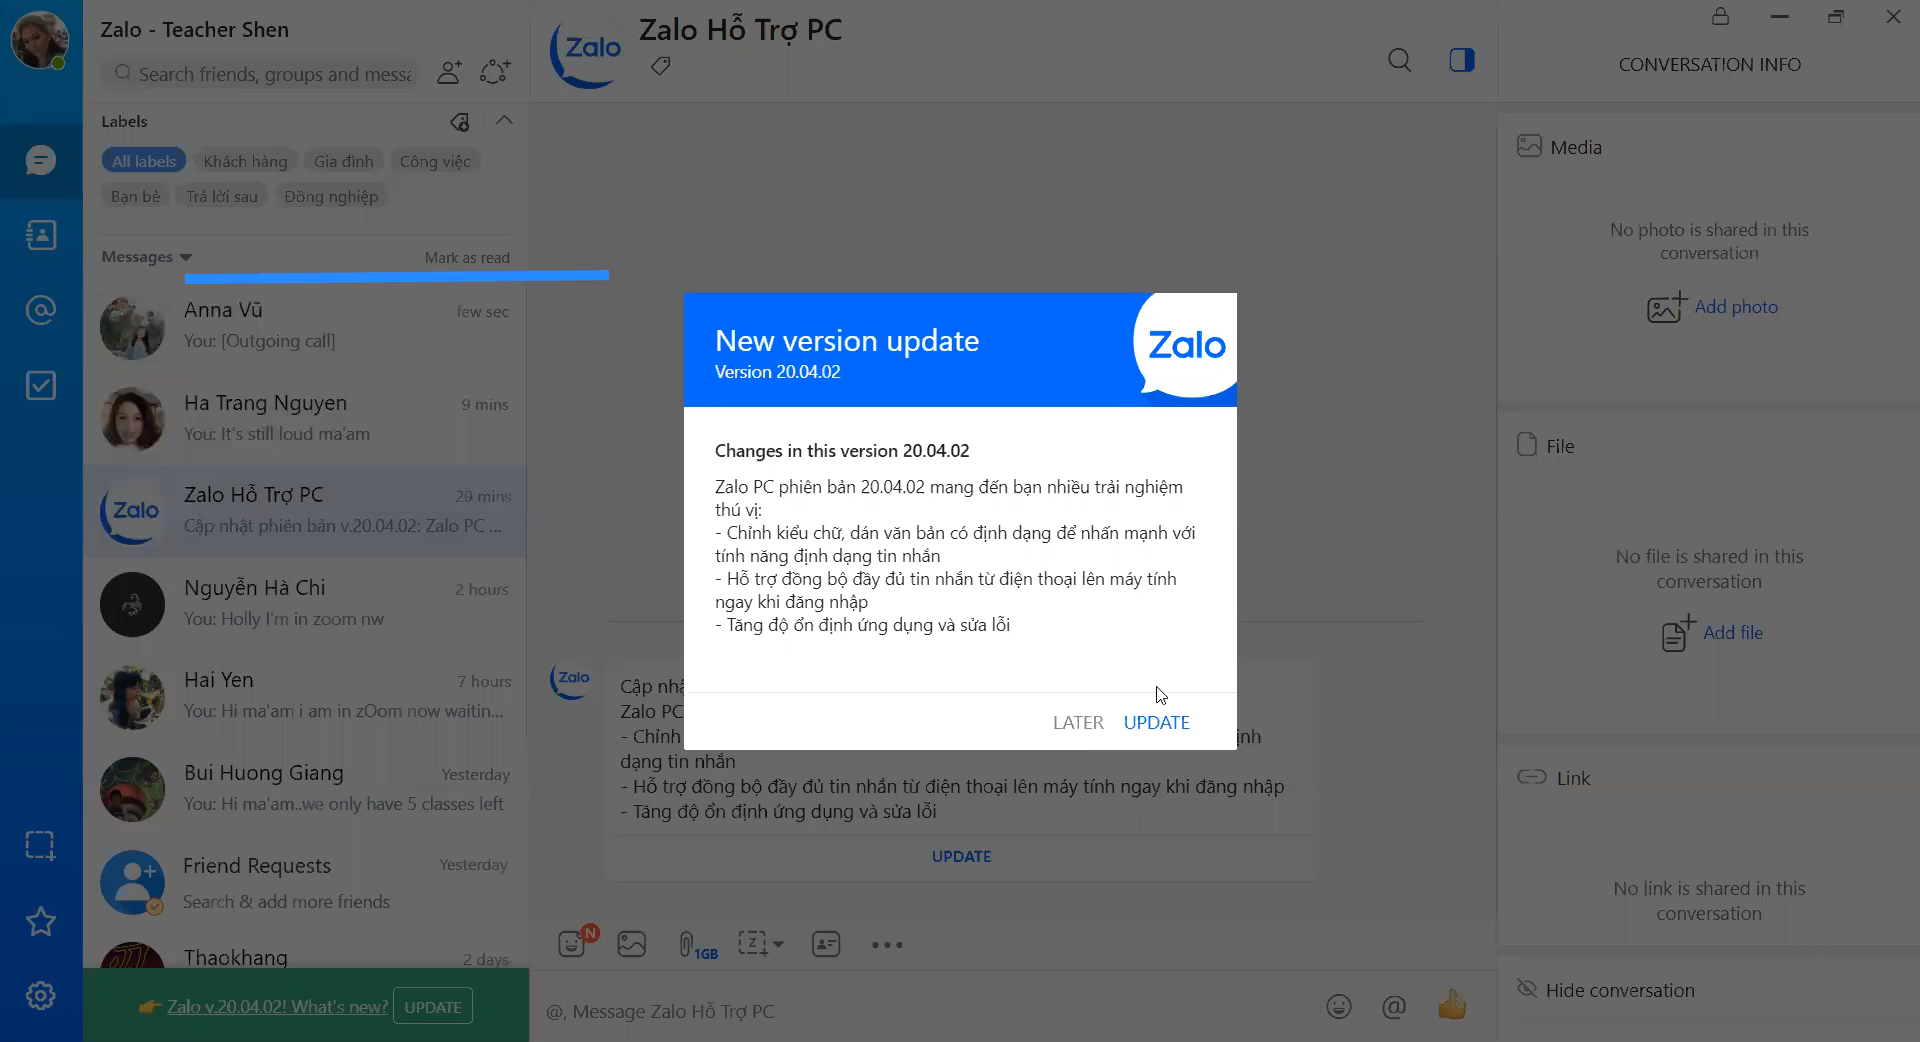 Zalo - Teacher Shen
Search friends, groups and messa
Labels
All labels Khách hàng Gia đình Công việc
Bạn bè Trả lời sau Đồng nghiệp
Messages Mark as read
Anna Vũ few sec
You: [Outgoing call]
Ha Trang Nguyen 9 mins
You: It's still loud ma'am
Zalo
Zalo Hỗ Trợ PC 29 mins
Cập nhật phiên bản v.20.04.02: Zalo PC ...
Nguyễn Hà Chi 2 hours
You: Holly I'm in zoom nw
Hai Yen 7 hours
You: Hi ma'am i am in zOom now waitin...
Bui Huong Giang Yesterday
You: Hi ma'am..we only have 5 classes left
Friend Requests Yesterday
Search & add more friends
Thaokhang 2 days
Zalo v.20.04.02! What's new? UPDATE
Zalo
Zalo Hỗ Trợ PC
New version update
Version 20.04.02
Zalo
Changes in this version 20.04.02
Zalo PC phiên bản 20.04.02 mang đến bạn nhiều trải nghiệm
thú vị:
- Chỉnh kiểu chữ, dán văn bản có định dạng để nhấn mạnh với
tính năng định dạng tin nhắn
- Hỗ trợ đồng bộ đầy đủ tin nhắn từ điện thoại lên máy tính
ngay khi đăng nhập
- Tăng độ ổn định ứng dụng và sửa lỗi
LATER UPDATE
Zalo
Cập nhậ
Zalo PC
- Chỉnh ịnh
dạng tin nhắn
- Hỗ trợ đồng bộ đầy đủ tin nhắn từ điện thoại lên máy tính ngay khi đăng nhập
- Tăng độ ổn định ứng dụng và sửa lỗi
UPDATE
N
1GB
Z
@, Message Zalo Hỗ Trợ PC
CONVERSATION INFO
Media
No photo is shared in this
conversation
Add photo
File
No file is shared in this
conversation
Add file
Link
No link is shared in this
conversation
Hide conversation